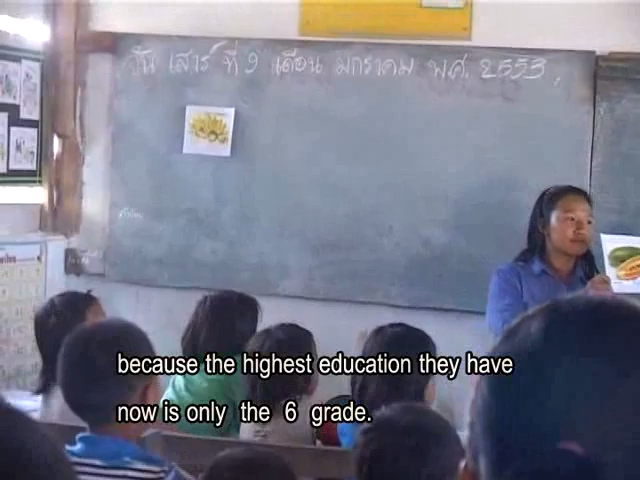 วัน เสาร์ ที่ 9 เดือน มกราคม พศ. 2553
because the highest education they have
now is only the 6 grade.